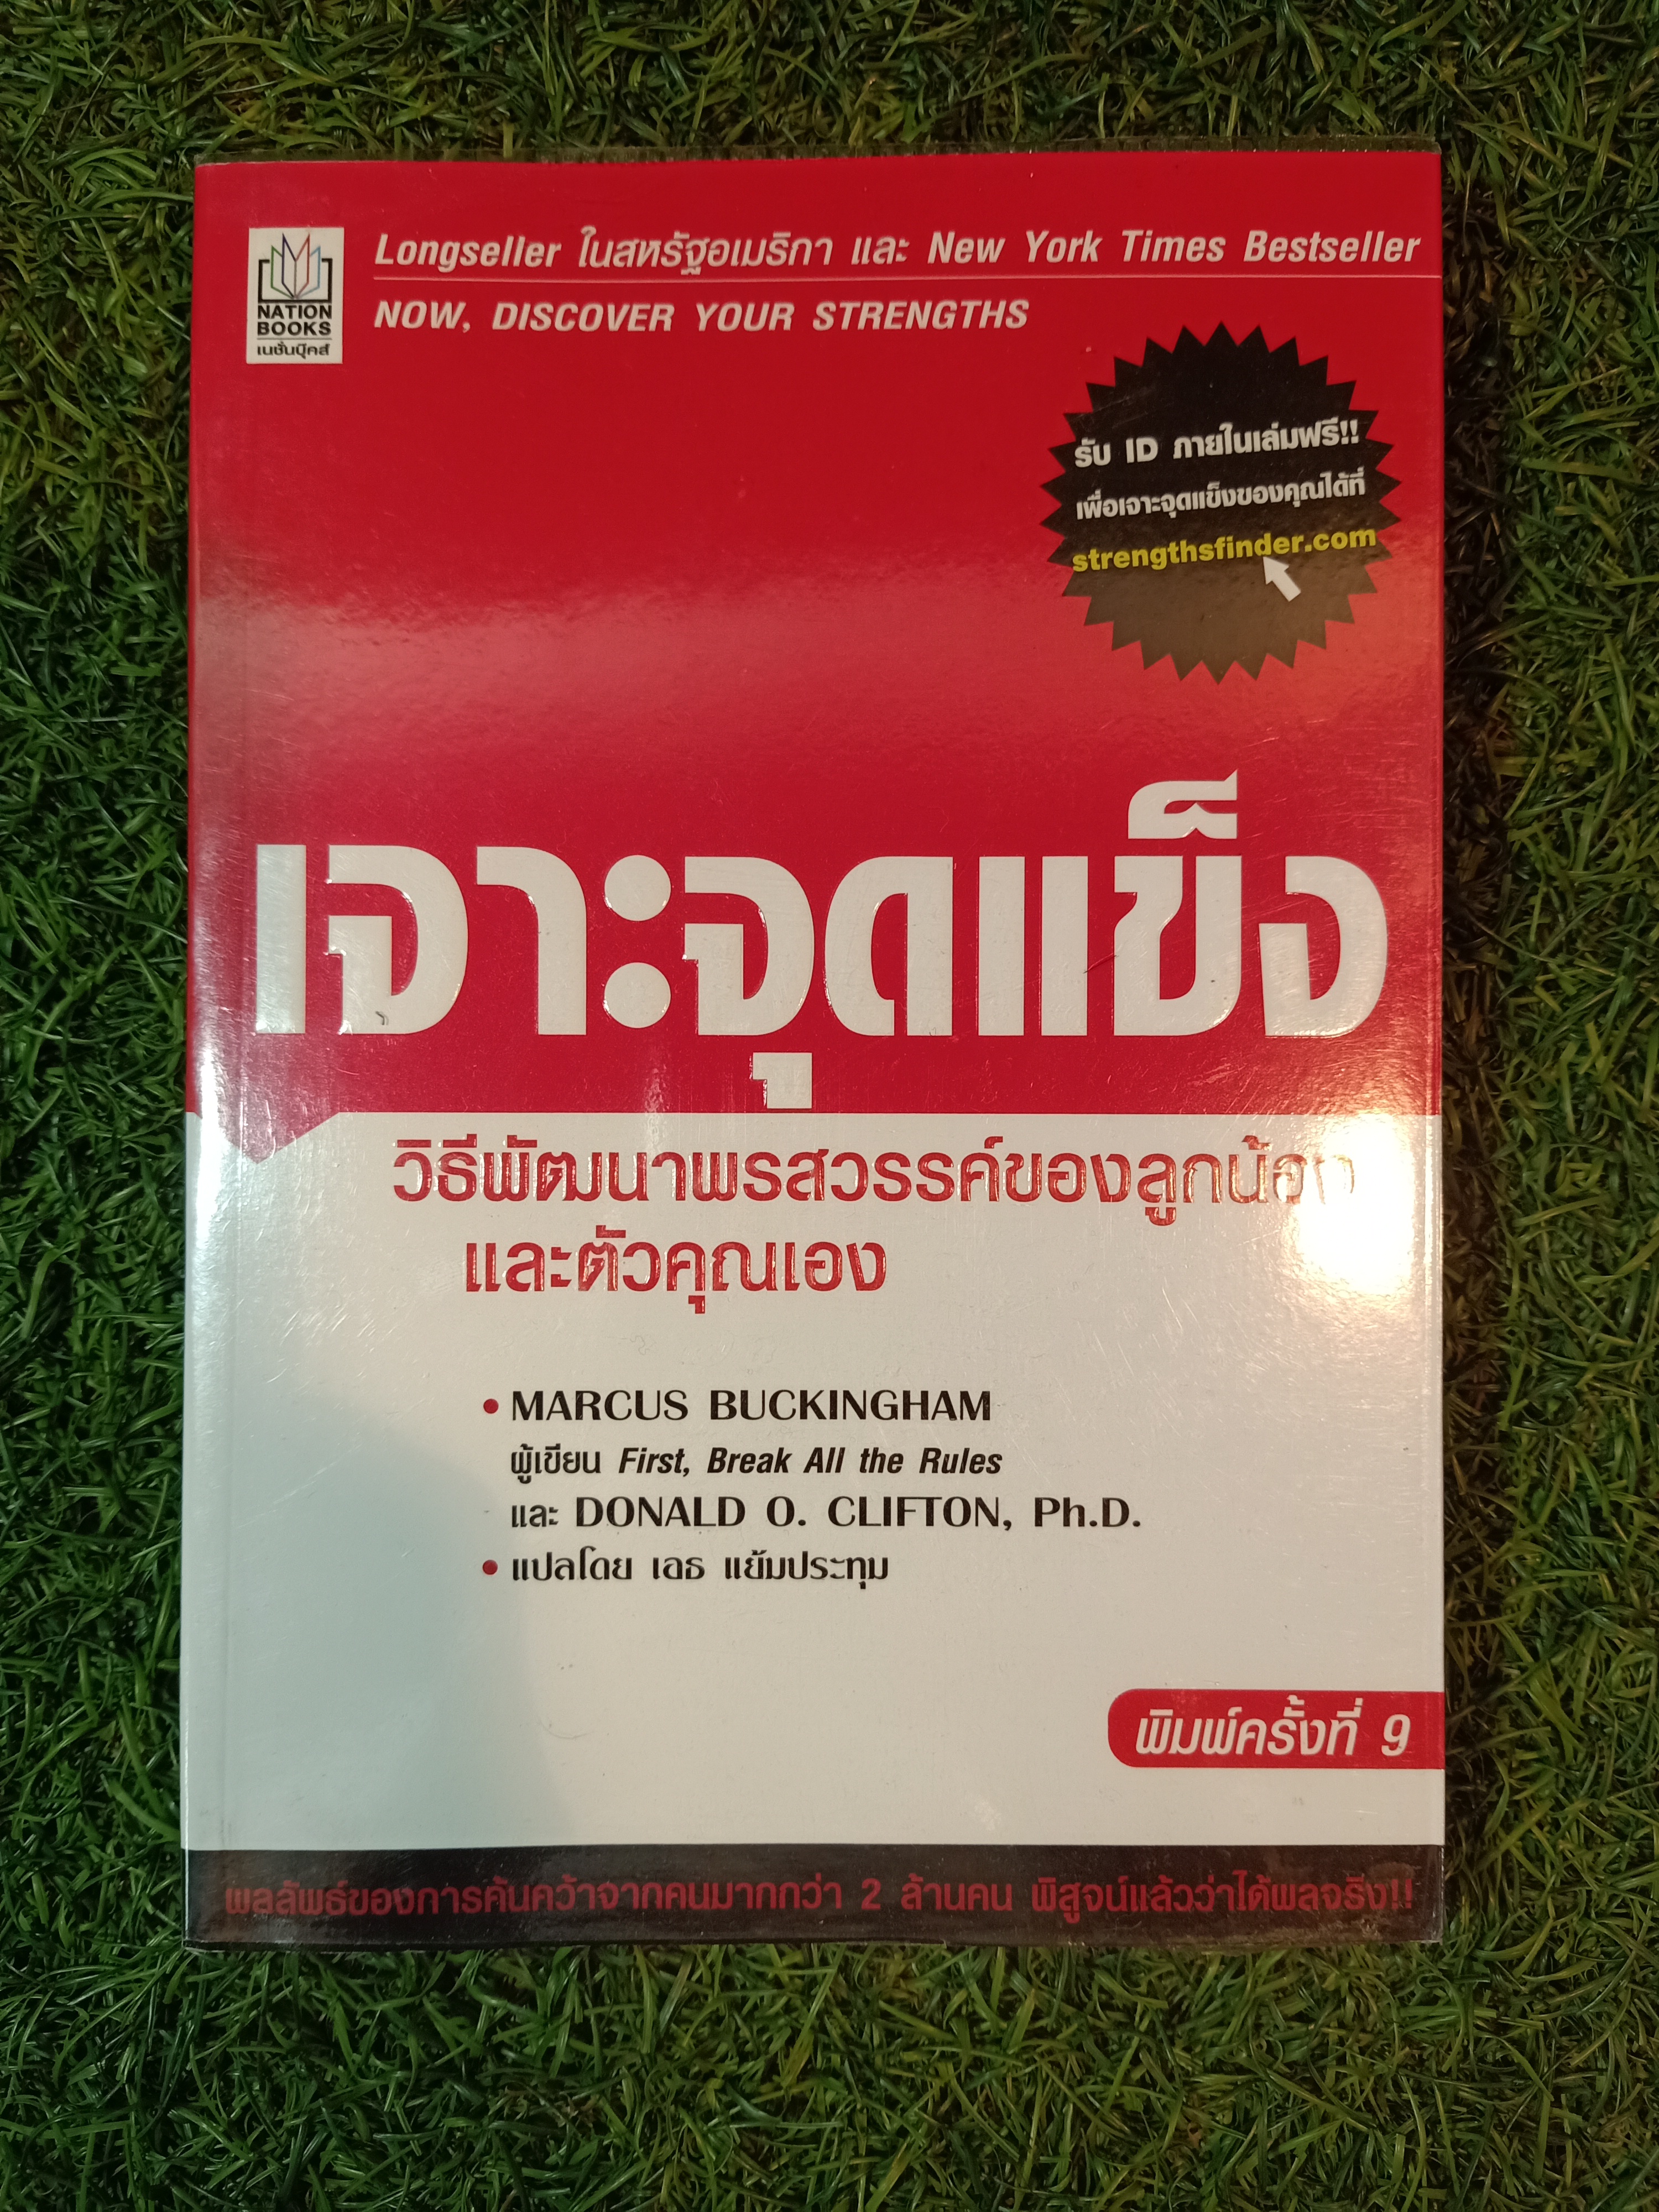 Longseller ในสหรัฐอเมริกา และ New York Times Bestseller
NOW, DISCOVER YOUR STRENGTHS
NATION
BOOKS
เนชั่นบุ๊คส์
รับ ID ภายในเล่มฟรี!!
เพื่อเจาะจุดแข็งของคุณได้ที่
strengthsfinder.com
เจาะจุดแข็ง
วิธีพัฒนาพรสวรรค์ของลูกน้อง
และตัวคุณเอง
• MARCUS BUCKINGHAM
ผู้เขียน First, Break All the Rules
และ DONALD O. CLIFTON, Ph.D.
• แปลโดย เฉธ แย้มประทุม
พิมพ์ครั้งที่ 9
ผลลัพธ์ของการค้นคว้าจากคนมากกว่า 2 ล้านคน พิสูจน์แล้วว่าได้ผลจริง!!